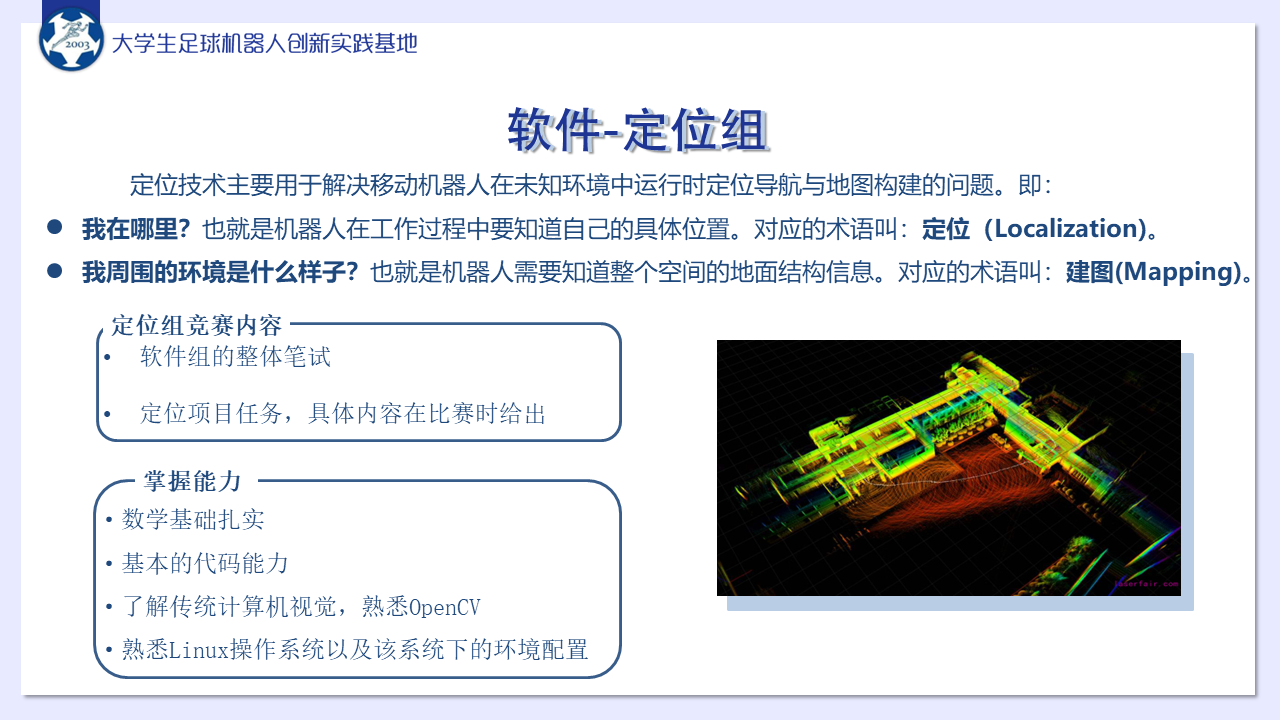 2003
大学生足球机器人创新实践基地
软件-定位组
定位技术主要用于解决移动机器人在未知环境中运行时定位导航与地图构建的问题。即：
● 我在哪里？也就是机器人在工作过程中要知道自己的具体位置。对应的术语叫：定位（Localization)。
● 我周围的环境是什么样子？也就是机器人需要知道整个空间的地面结构信息。对应的术语叫：建图(Mapping)。
定位组竞赛内容
• 软件组的整体笔试
• 定位项目任务，具体内容在比赛时给出
掌握能力
• 数学基础扎实
• 基本的代码能力
• 了解传统计算机视觉，熟悉OpenCV
• 熟悉Linux操作系统以及该系统下的环境配置
laserfair.com